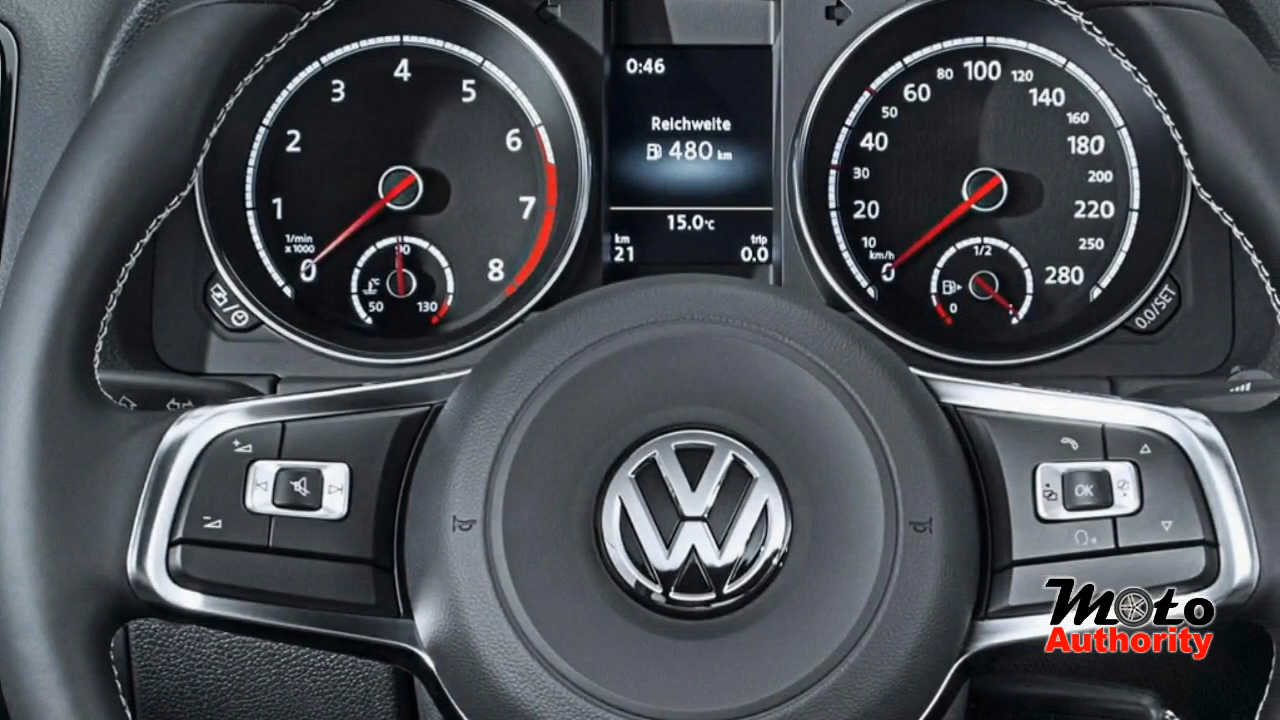 0
1
2
3
4
5
6
7
8
1/min
x 1000
50
90
130
0:46
Reichweite
480 km
15.0°C
km
21
trip
0.0
0
10
20
30
40
50
60
80
100
120
140
160
180
200
220
250
280
km/h
1/2
0
0.0/SET
OK
Moto
Authority